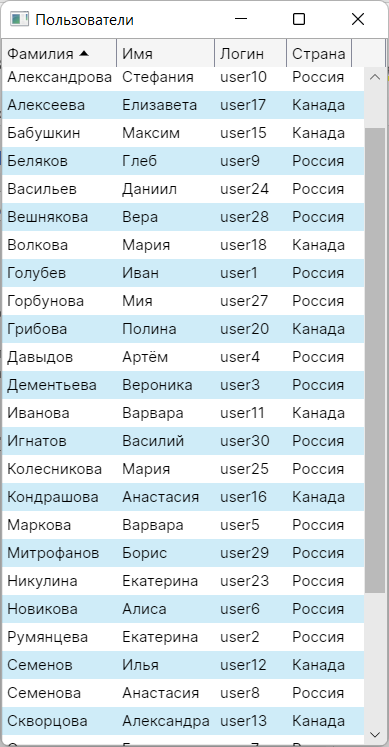 Пользователи
Фамилия Имя Логин Страна
Александрова Стефания user10 Россия
Алексеева Елизавета user17 Канада
Бабушкин Максим user15 Канада
Беляков Глеб user9 Россия
Васильев Даниил user24 Россия
Вешнякова Вера user28 Россия
Волкова Мария user18 Канада
Голубев Иван user1 Россия
Горбунова Мия user27 Россия
Грибова Полина user20 Канада
Давыдов Артём user4 Россия
Дементьева Вероника user3 Россия
Иванова Варвара user11 Канада
Игнатов Василий user30 Россия
Колесникова Мария user25 Россия
Кондрашова Анастасия user16 Канада
Маркова Варвара user5 Россия
Митрофанов Борис user29 Россия
Никулина Екатерина user23 Россия
Новикова Алиса user6 Россия
Румянцева Екатерина user2 Россия
Семенов Илья user12 Канада
Семенова Анастасия user8 Россия
Скворцова Александра user13 Канада